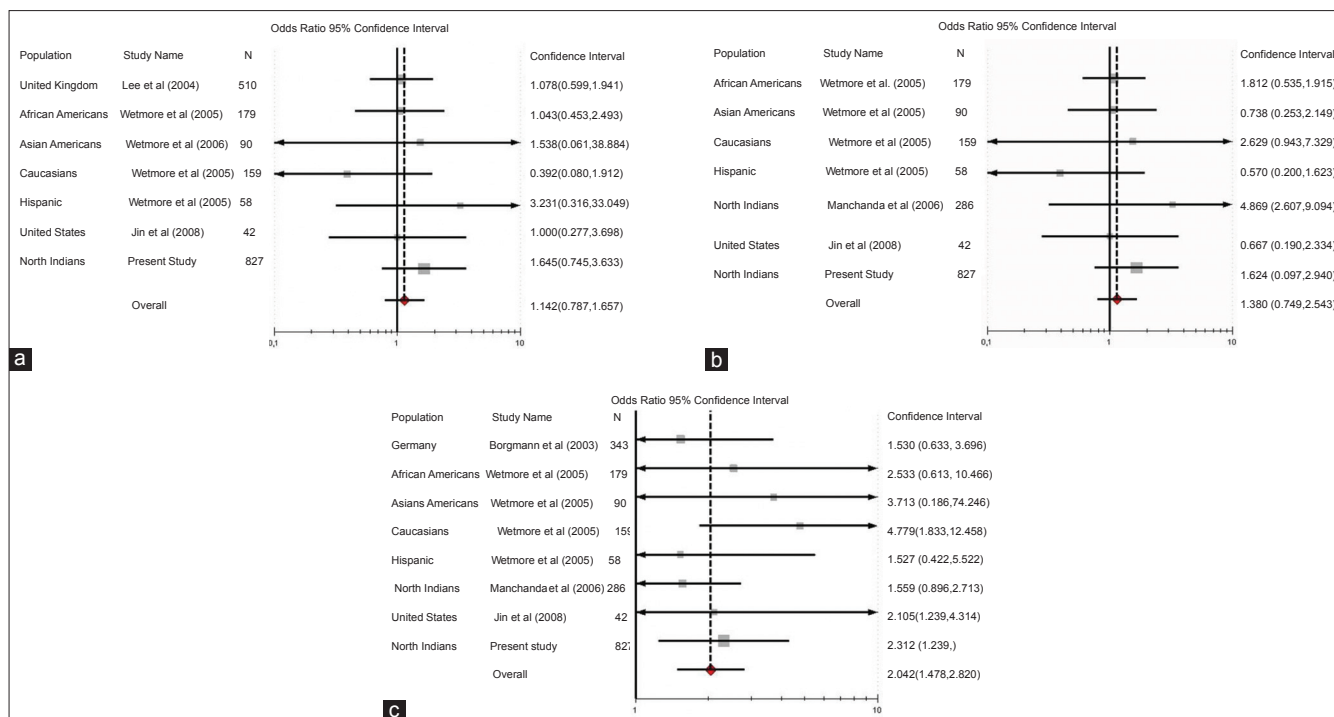 Odds Ratio 95% Confidence Interval
Population Study Name N Confidence Interval
United Kingdom Lee et al (2004) 510 1.078(0.599,1.941)
African Americans Wetmore et al (2005) 179 1.043(0.453,2.493)
Asian Americans Wetmore et al (2006) 90 1.538(0.061,38.884)
Caucasians Wetmore et al (2005) 159 0.392 (0.080,1.912)
Hispanic Wetmore et al (2005) 58 3.231(0.316,33.049)
United States Jin et al (2008) 42 1.000(0.277,3.698)
North Indians Present Study 827 1.645(0.745,3.633)
Overall 1.142(0.787,1.657)
0,1 1 10
a
Odds Ratio 95% Confidence Interval
Population Study Name N Confidence Interval
African Americans Wetmore et al. (2005) 179 1.812 (0.535,1.915)
Asian Americans Wetmore et al (2005) 90 0.738 (0.253,2.149)
Caucasians Wetmore et al (2005) 159 2.629 (0.943,7.329)
Hispanic Wetmore et al (2005) 58 0.570 (0.200,1.623)
North Indians Manchanda et al (2006) 286 4.869 (2.607,9.094)
United States Jin et al (2008) 42 0.667 (0.190,2.334)
North Indians Present Study 827 1.624 (0.097,2.940)
Overall 1.380 (0.749,2.543)
0,1 1 10
b
Odds Ratio 95% Confidence Interval
Population Study Name N Confidence Interval
Germany Borgmann et al (2003) 343 1.530 (0.633, 3.696)
African Americans Wetmore et al (2005) 179 2.533 (0.613, 10.466)
Asians Americans Wetmore et al (2005) 90 3.713 (0.186,74.246)
Caucasians Wetmore et al (2005) 159 4.779(1.833,12.458)
Hispanic Wetmore et al (2005) 58 1.527 (0.422,5.522)
North Indians Manchanda et al (2006) 286 1.559 (0.896,2.713)
United States Jin et al (2008) 42 2.105(1.239,4.314)
North Indians Present study 827 2.312 (1.239,)
Overall 2.042(1.478,2.820)
1 10
c